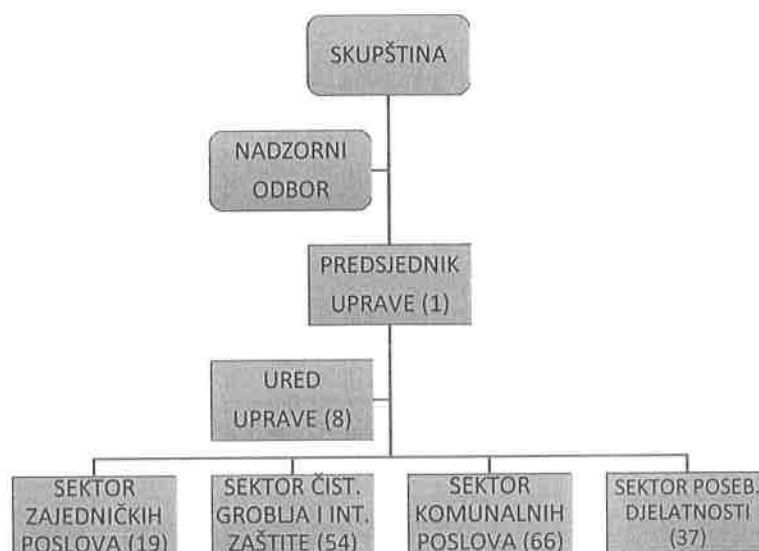 SKUPŠTINA
NADZORNI
ODBOR
PREDSJEDNIK
UPRAVE (1)
URED
UPRAVE (8)
SEKTOR
ZAJEDNIČKIH
POSLOVA (19)
SEKTOR ČIST.
GROBLJA I INT.
ZAŠTITE (54)
SEKTOR
KOMUNALNIH
POSLOVA (66)
SEKTOR POSEB.
DJELATNOSTI
(37)